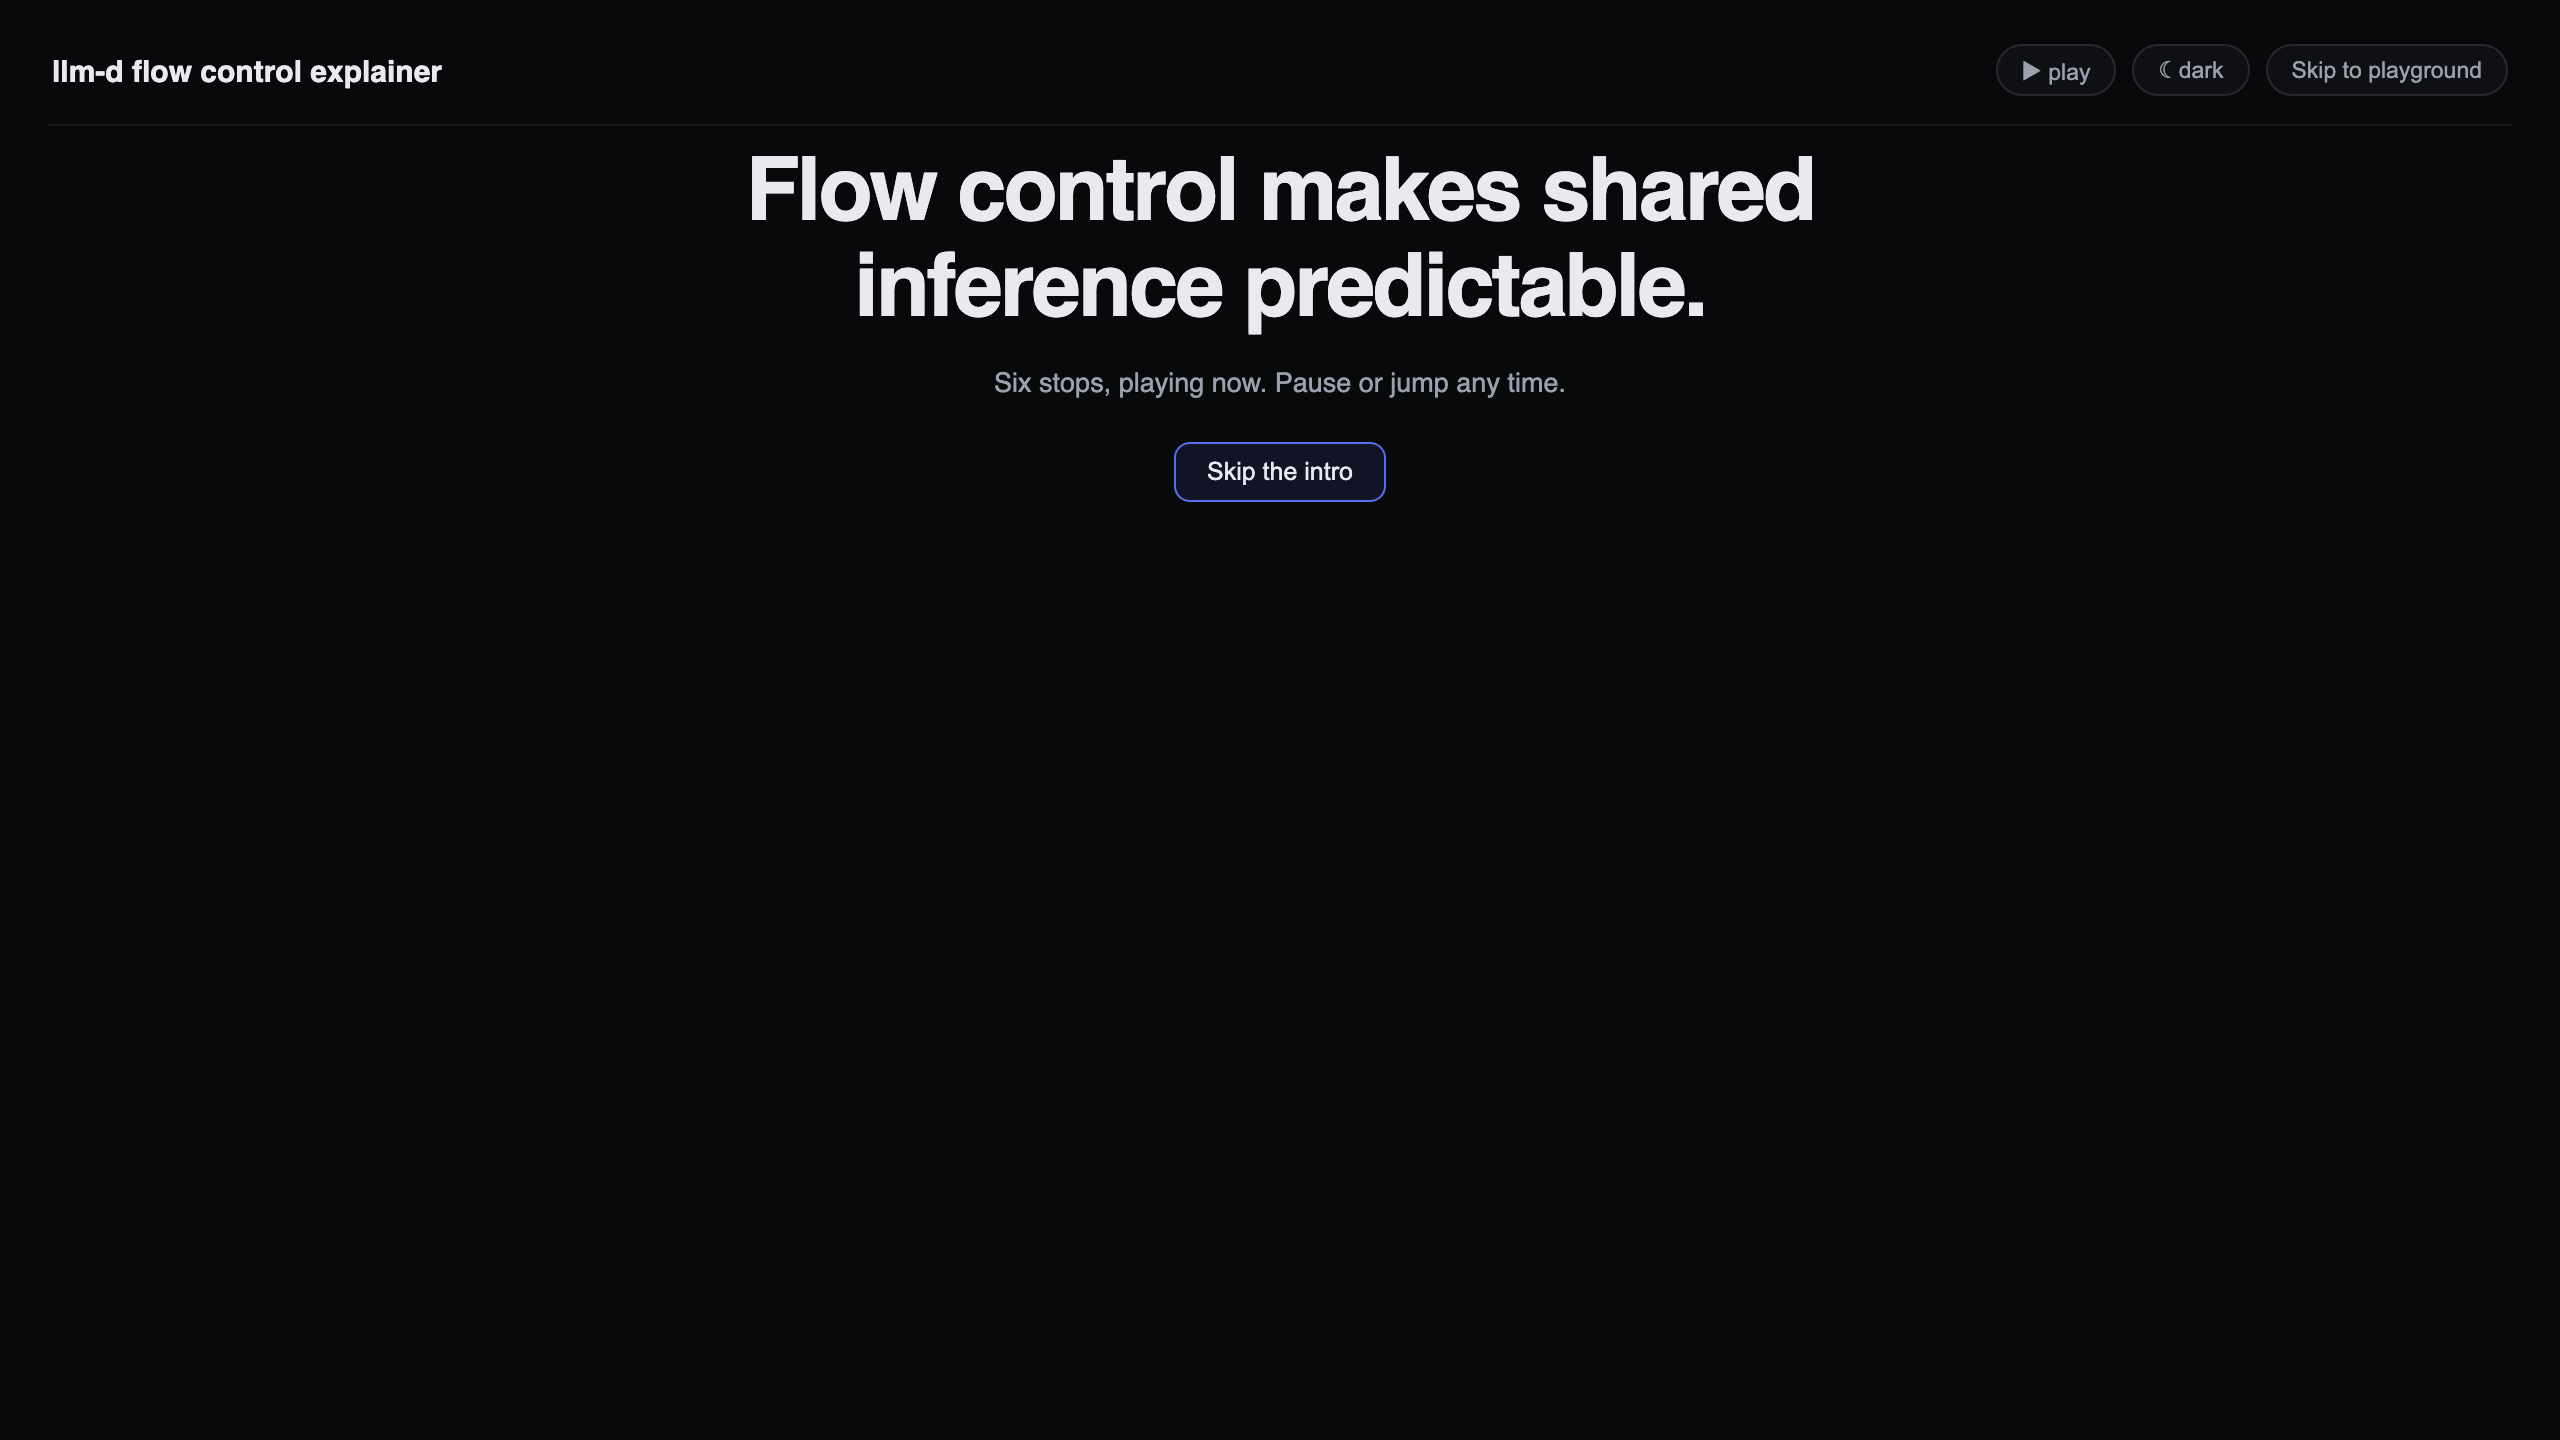 llm-d flow control explainer
▶ play
☾ dark
Skip to playground
Flow control makes shared
inference predictable.
Six stops, playing now. Pause or jump any time.
Skip the intro